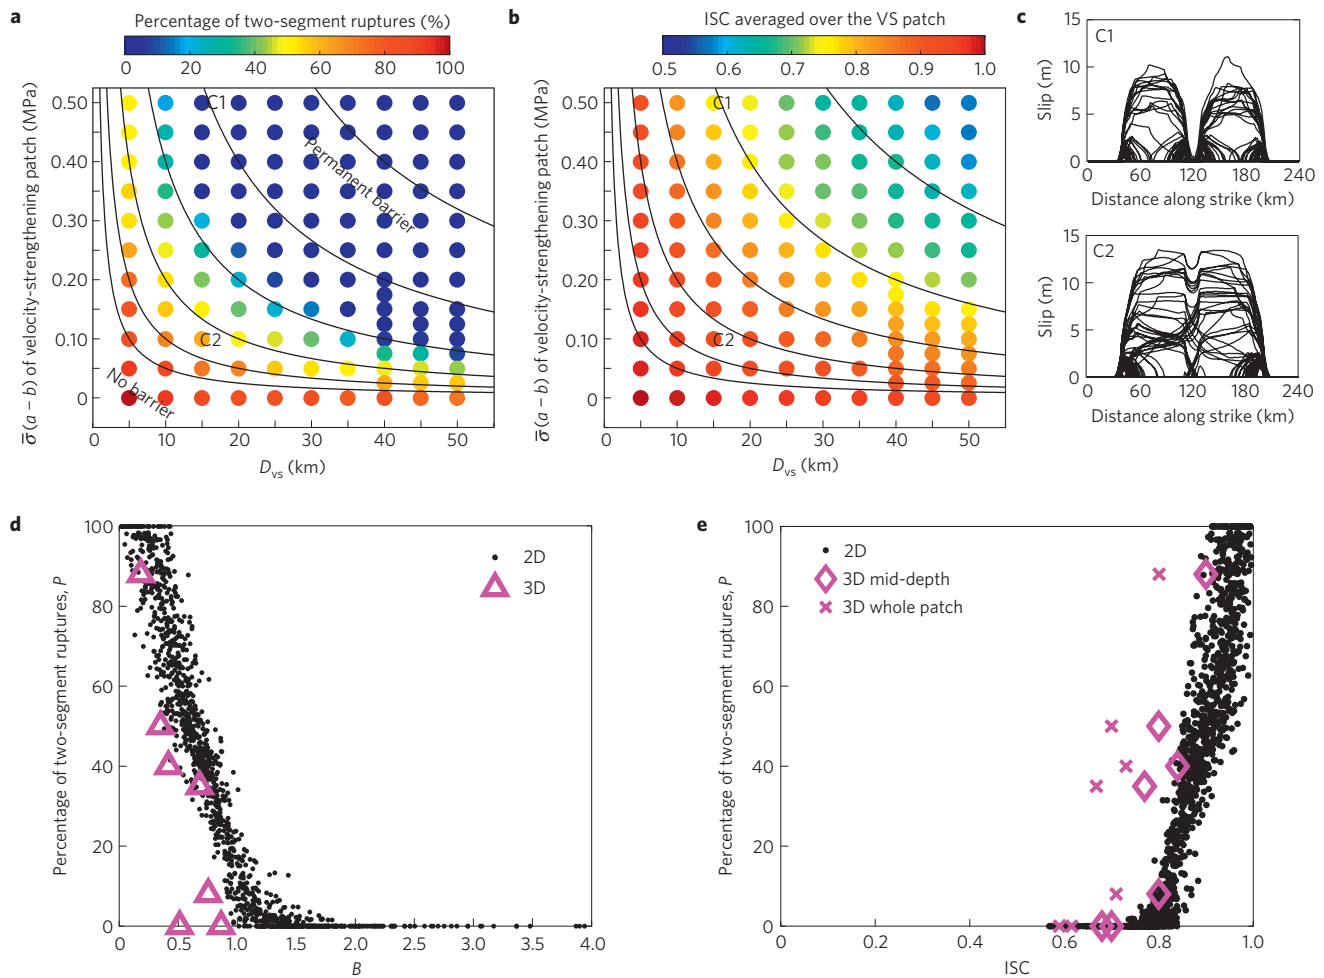 a
Percentage of two-segment ruptures (%)
0 20 40 60 80 100
σ̅(a − b) of velocity-strengthening patch (MPa)
0.50
0.40
0.30
0.20
0.10
0
C1
Permanent barrier
C2
No barrier
0 10 20 30 40 50
Dvs (km)
b
ISC averaged over the VS patch
0.5 0.6 0.7 0.8 0.9 1.0
σ̅(a − b) of velocity-strengthening patch (MPa)
0.50
0.40
0.30
0.20
0.10
0
C1
C2
0 10 20 30 40 50
Dvs (km)
c
C1
Slip (m)
15
10
5
0
0 60 120 180 240
Distance along strike (km)
C2
Slip (m)
15
10
5
0
0 60 120 180 240
Distance along strike (km)
d
Percentage of two-segment ruptures, P
100
80
60
40
20
0
2D
3D
0 0.5 1.0 1.5 2.0 2.5 3.0 3.5 4.0
B
e
Percentage of two-segment ruptures, P
100
80
60
40
20
0
2D
3D mid-depth
3D whole patch
0 0.2 0.4 0.6 0.8 1.0
ISC